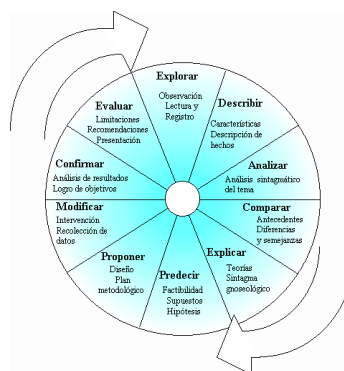 Explorar
Observación
Lectura y
Registro
Describir
Características
Descripción de
hechos
Analizar
Análisis sintagmático
del tema
Comparar
Antecedentes
Diferencias
y semejanzas
Explicar
Teorías
Sintagma
gnoseológico
Predecir
Factibilidad
Supuestos
Hipótesis
Proponer
Diseño
Plan
metodológico
Modificar
Intervención
Recolección de
datos
Confirmar
Análisis de resultados
Logro de objetivos
Evaluar
Limitaciones
Recomendaciones
Presentación